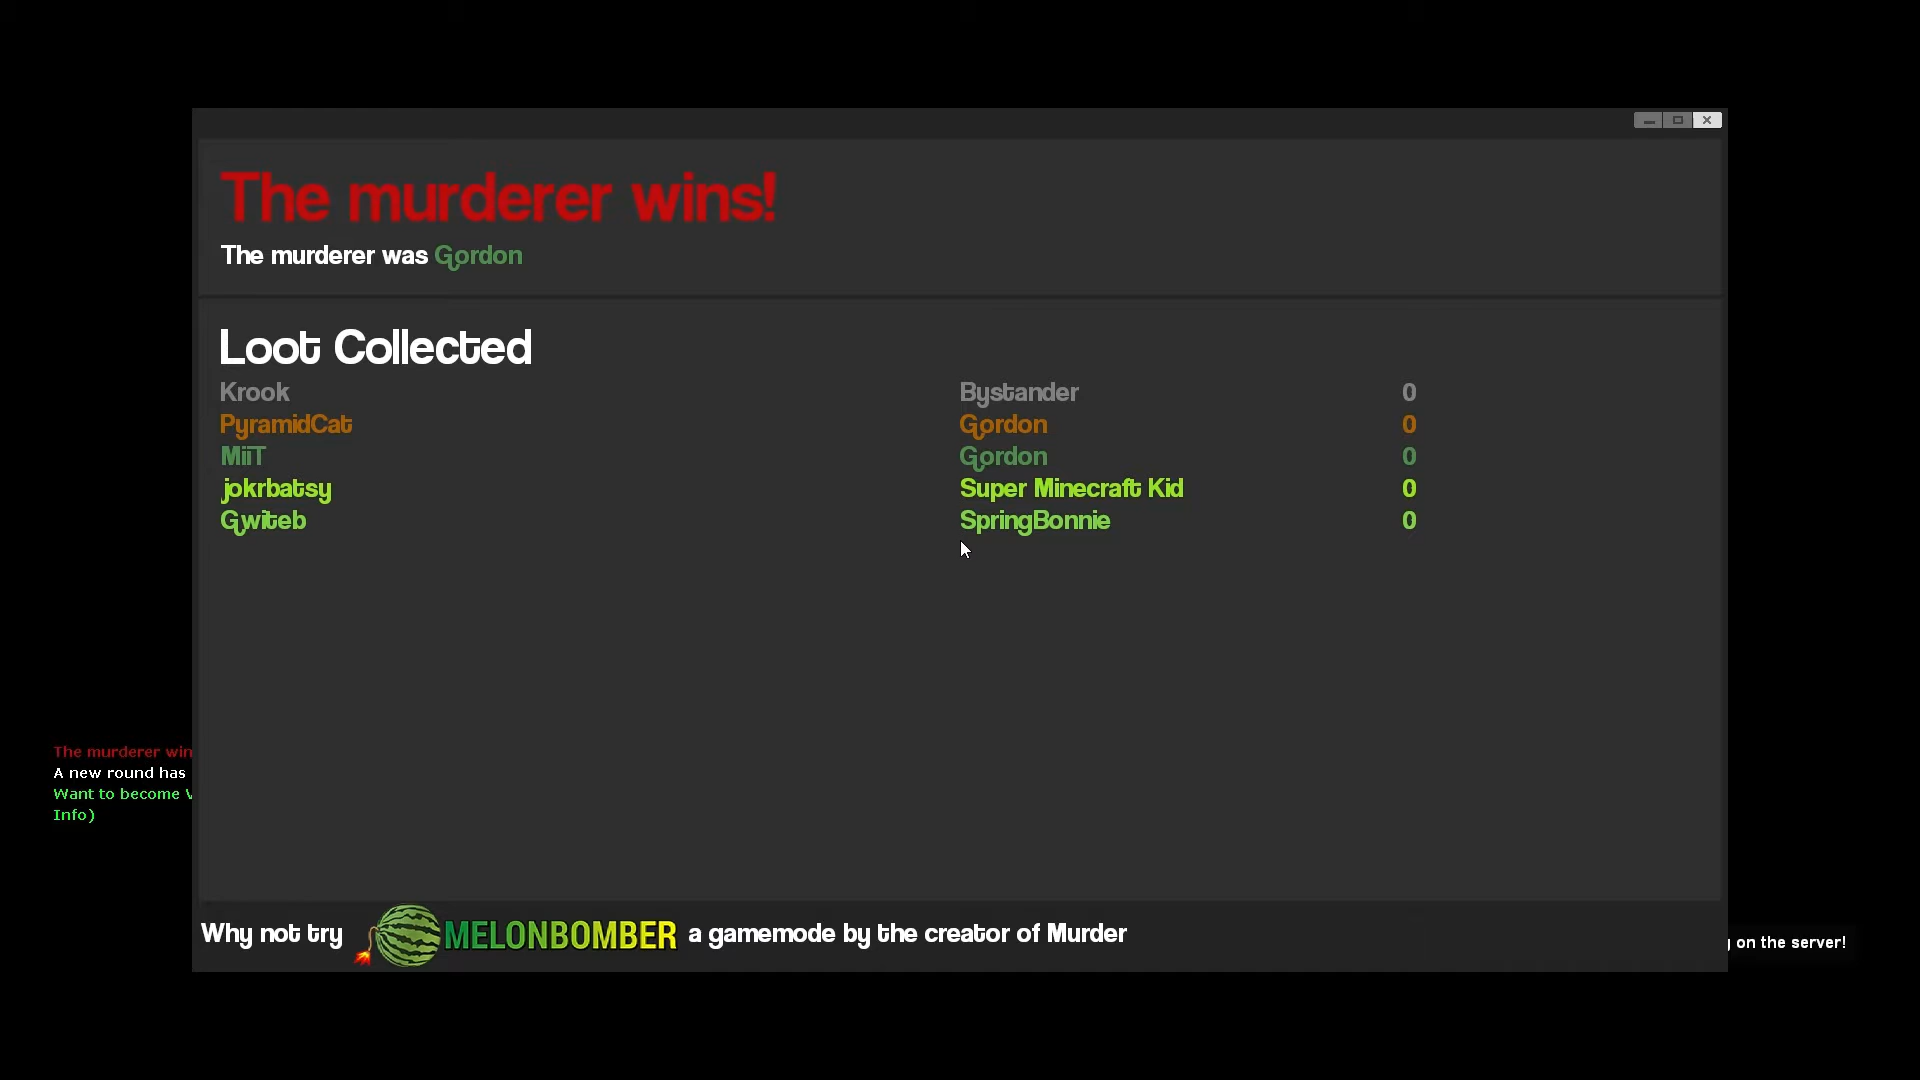 The murderer wins!
The murderer was Gordon
Loot Collected
Krook Bystander 0
PyramidCat Gordon 0
MiiT Gordon 0
jokrbatsy Super Minecraft Kid 0
Gwiteb SpringBonnie 0
The murderer win
A new round has
Want to become
Info)
Why not try MELONBOMBER a gamemode by the creator of Murder
on the server!